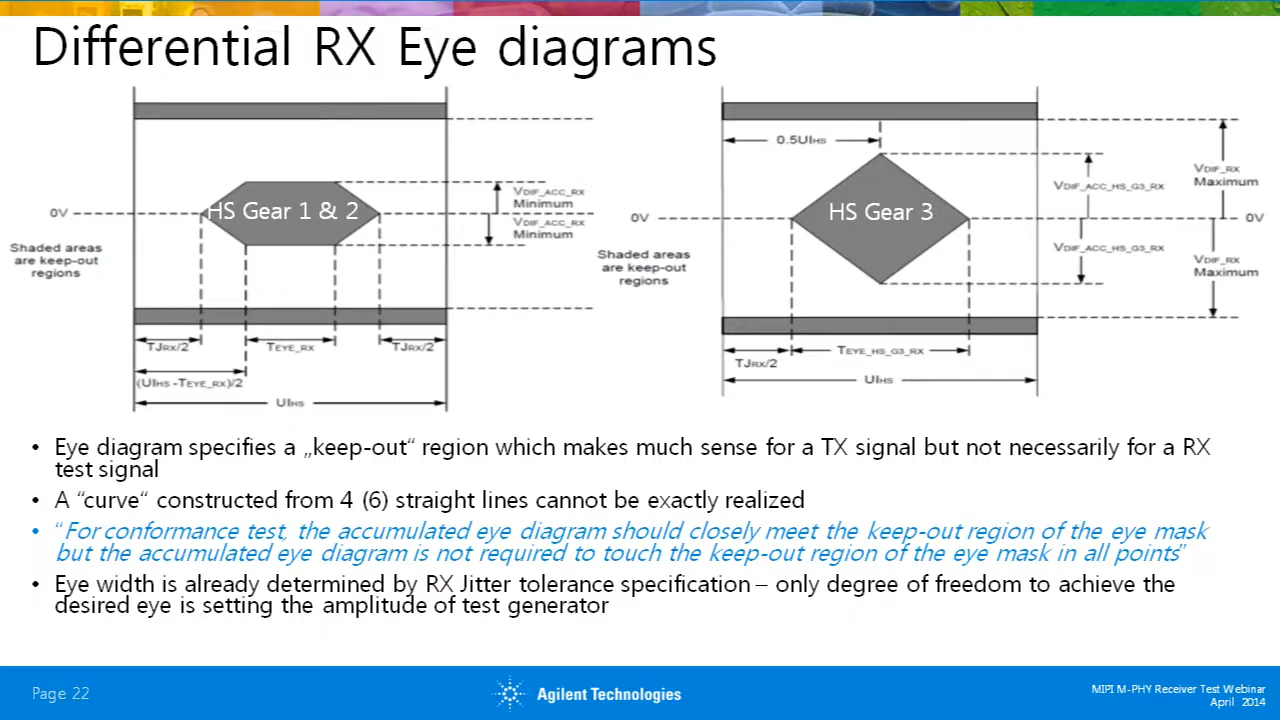 Differential RX Eye diagrams
HS Gear 1 & 2
0V
VDIF_ACC_RX
Minimum
VDIF_ACC_RX
Minimum
Shaded areas
are keep-out
regions
TJRX/2
TEYE_RX
TJRX/2
(UIHS -TEYE_RX)/2
UIHS
0.5UIHS
HS Gear 3
0V
VDIF_ACC_HS_G3_RX
VDIF_ACC_HS_G3_RX
VDIF_RX
Maximum
0V
VDIF_RX
Maximum
Shaded areas
are keep-out
regions
TEYE_HS_G3_RX
TJRX/2
UIHS
• Eye diagram specifies a „keep-out“ region which makes much sense for a TX signal but not necessarily for a RX
test signal
• A “curve“ constructed from 4 (6) straight lines cannot be exactly realized
• “For conformance test, the accumulated eye diagram should closely meet the keep-out region of the eye mask
but the accumulated eye diagram is not required to touch the keep-out region of the eye mask in all points”
• Eye width is already determined by RX Jitter tolerance specification – only degree of freedom to achieve the
desired eye is setting the amplitude of test generator
Page 22
Agilent Technologies
MIPI M-PHY Receiver Test Webinar
April 2014